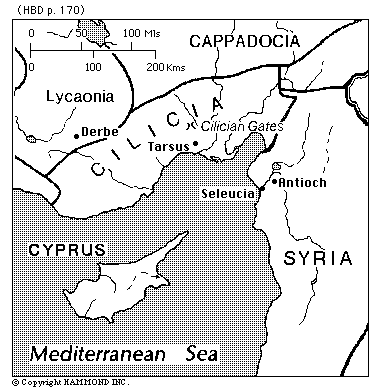 (HBD p. 170)
0 50 100 Mls
0 100 200 Kms
CAPPADOCIA
Lycaonia
Derbe
CILICIA
Cilician Gates
Tarsus
Antioch
Seleucia
CYPRUS
SYRIA
Mediterranean Sea
© Copyright HAMMOND INC.